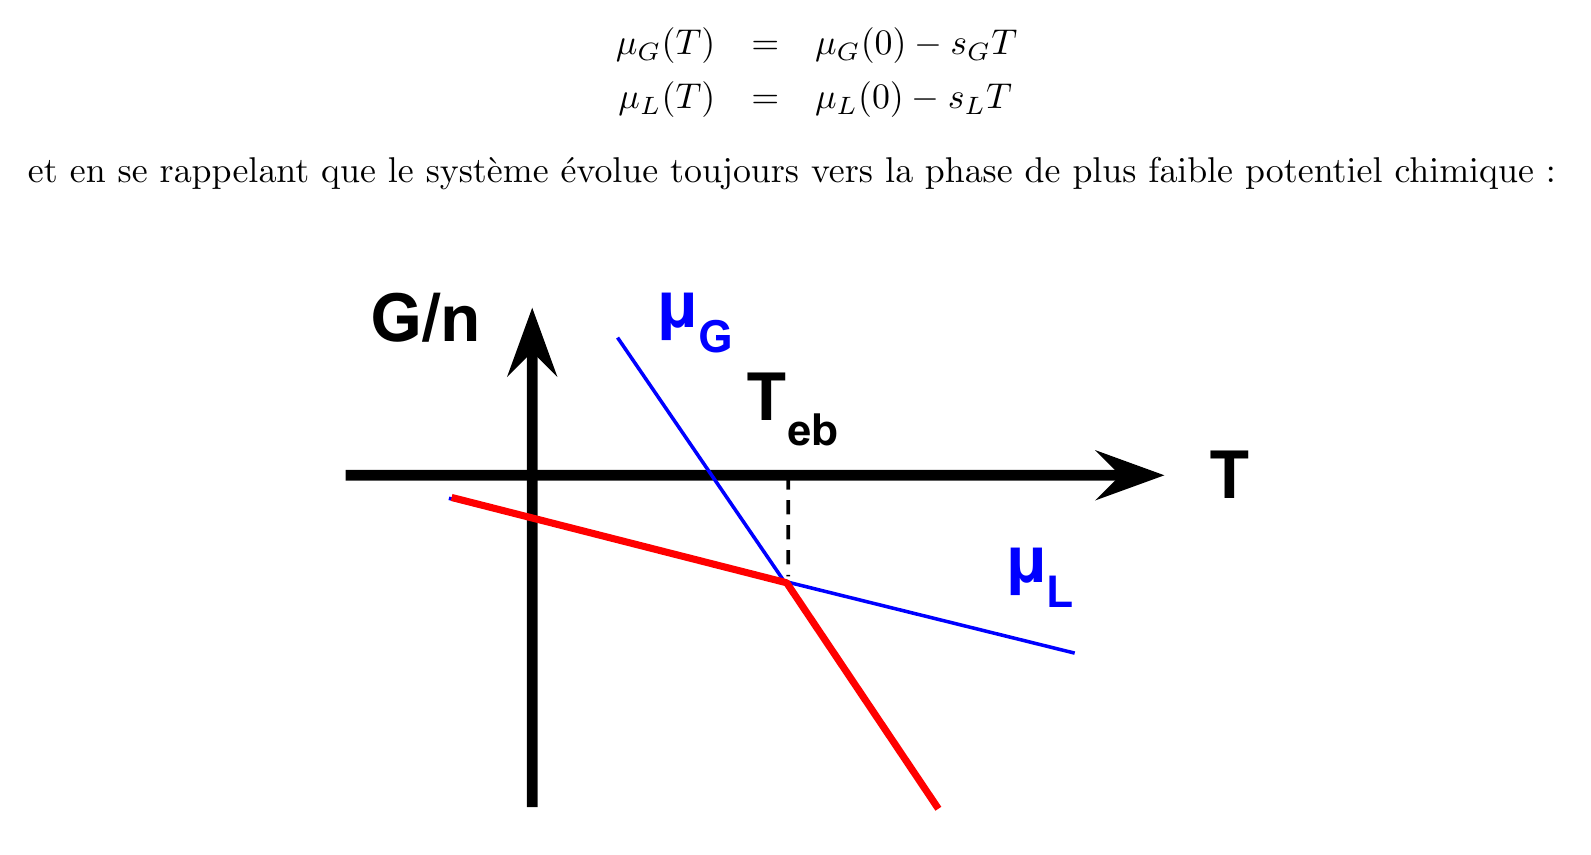 μ_G(T) = μ_G(0) − s_G T
μ_L(T) = μ_L(0) − s_L T
et en se rappelant que le système évolue toujours vers la phase de plus faible potentiel chimique :
G/n
μ_G
T_eb
T
μ_L